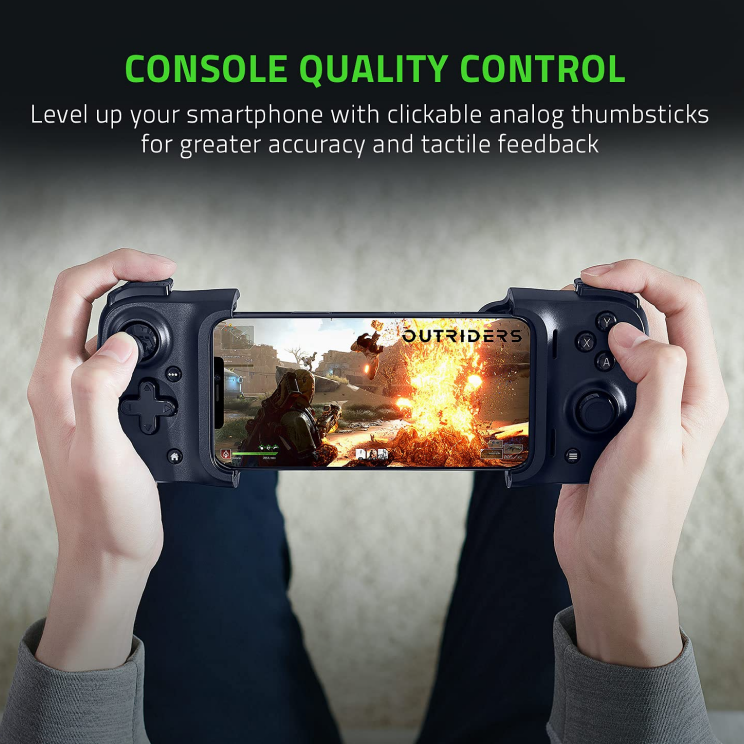 CONSOLE QUALITY CONTROL
Level up your smartphone with clickable analog thumbsticks
for greater accuracy and tactile feedback
OUTRIDERS
Y
X
A